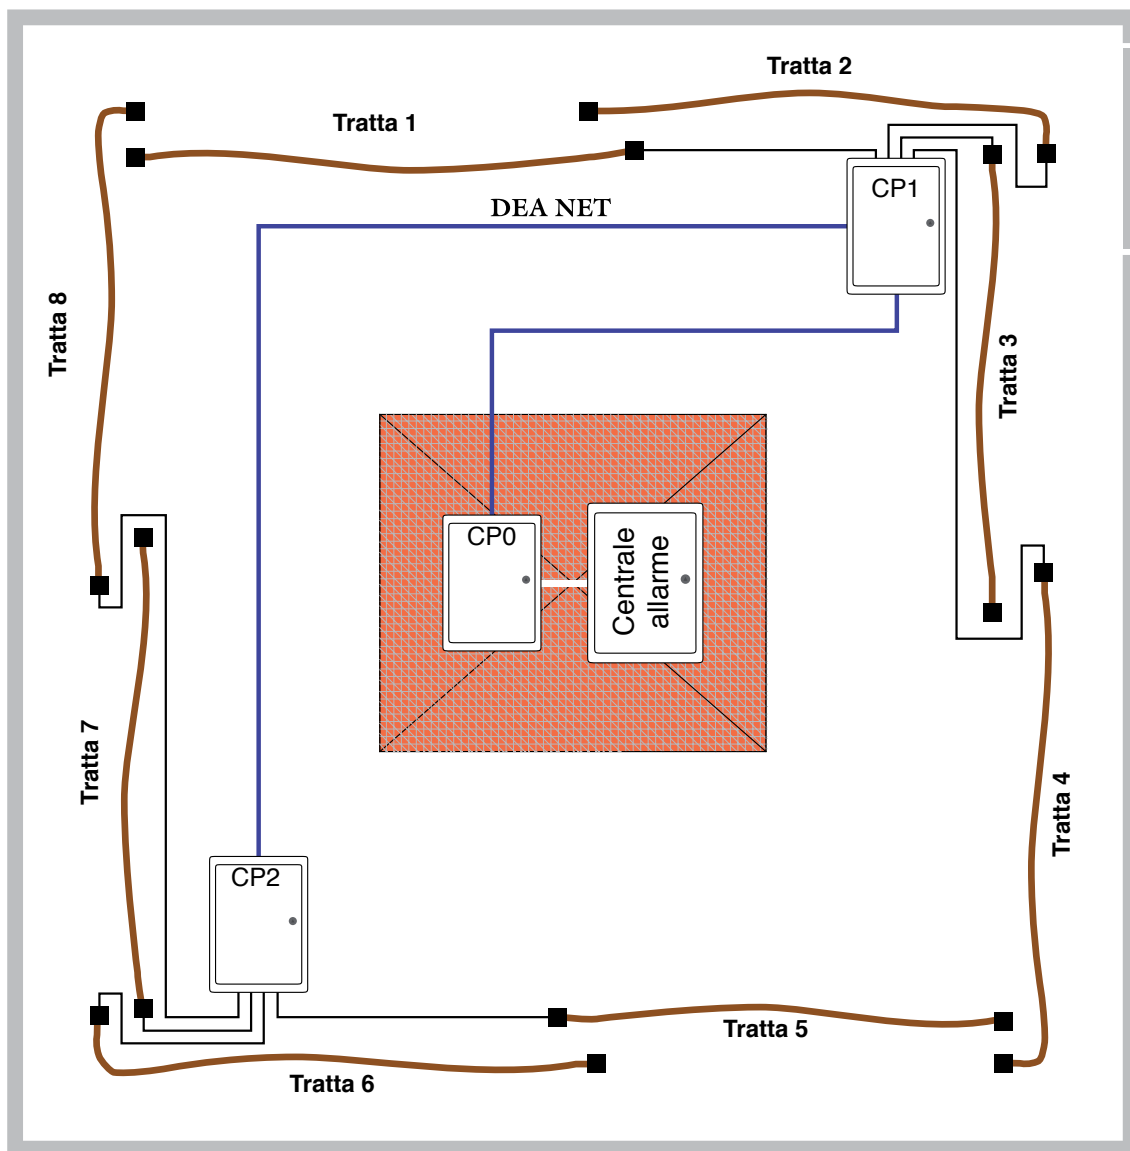 Tratta 2
Tratta 1
CP1
DEA NET
Tratta 8
Tratta 3
CP0
Centrale
allarme
Tratta 7
Tratta 4
CP2
Tratta 5
Tratta 6